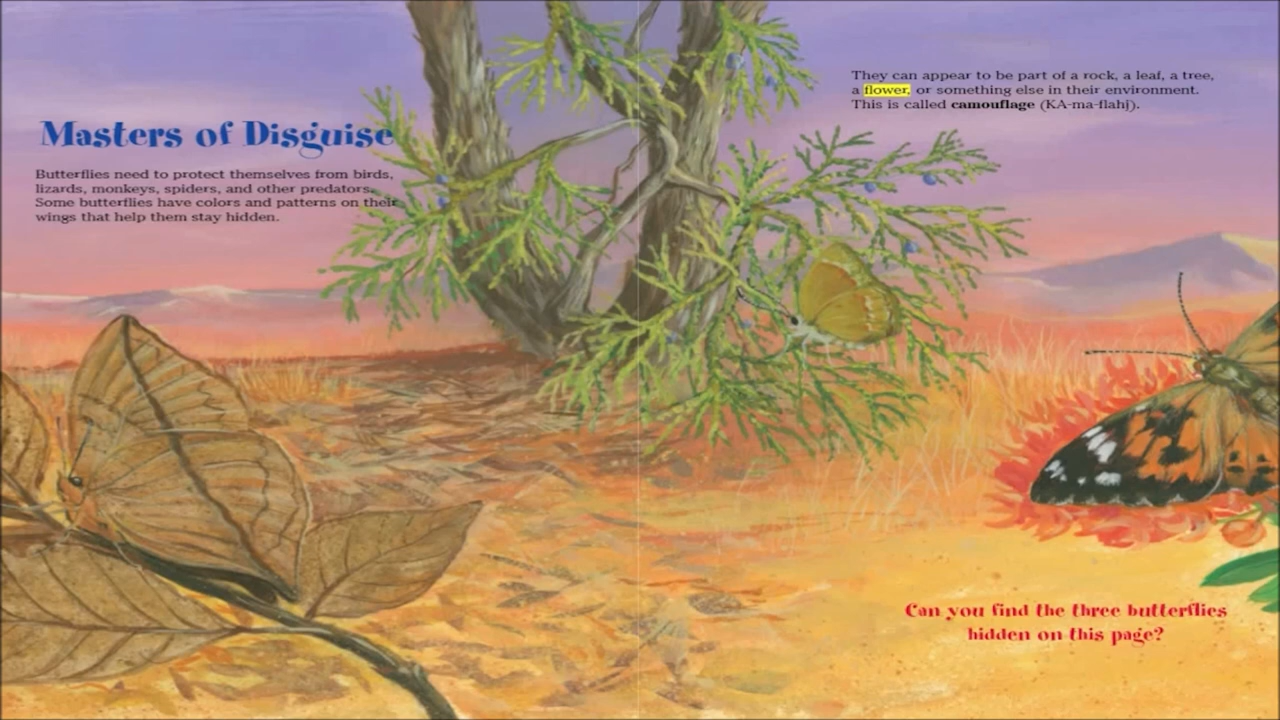 Masters of Disguise
Butterflies need to protect themselves from birds,
lizards, monkeys, spiders, and other predators.
Some butterflies have colors and patterns on their
wings that help them stay hidden.
They can appear to be part of a rock, a leaf, a tree,
a flower, or something else in their environment.
This is called camouflage (KA-ma-flahj).
Can you find the three butterflies
hidden on this page?